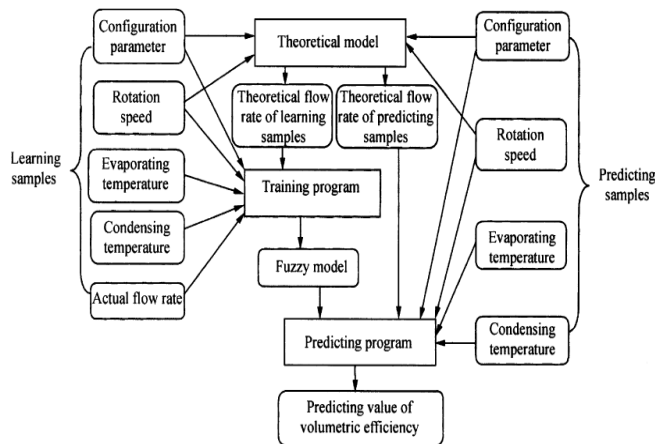 Configuration
parameter
Theoretical model
Configuration
parameter
Rotation
speed
Theoretical flow
rate of learning
samples
Theoretical flow
rate of predicting
samples
Rotation
speed
Learning
samples
Evaporating
temperature
Training program
Predicting
samples
Condensing
temperature
Evaporating
temperature
Fuzzy model
Actual flow rate
Predicting program
Condensing
temperature
Predicting value of
volumetric efficiency